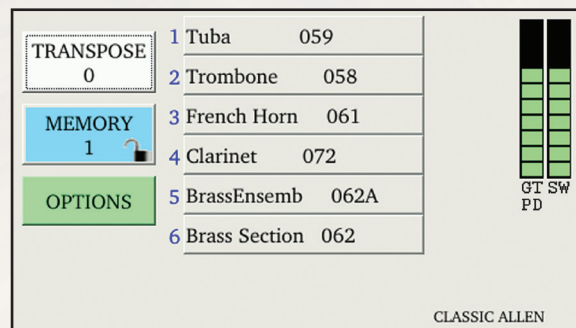 TRANSPOSE
0
MEMORY
1
OPTIONS
1 Tuba 059
2 Trombone 058
3 French Horn 061
4 Clarinet 072
5 BrassEnsemb 062A
6 Brass Section 062
GT SW
PD
CLASSIC ALLEN